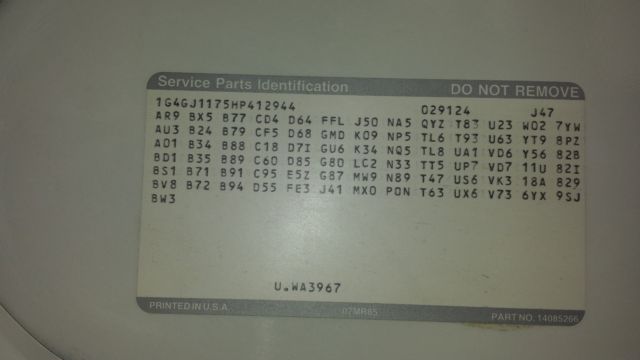 Service Parts Identification DO NOT REMOVE
1G4GJ1175HP412944 029124 J47
AR9 BX5 B77 CD4 D64 FFL J50 NA5 QYZ T83 U23 W02 7YW
AU3 B24 B79 CF5 D68 GMD K09 NP5 TL6 T93 U63 YT9 8PZ
A01 B34 B88 C18 D7I GU6 K34 NQ5 TL8 UA1 VD6 Y56 82B
BD1 B35 B89 C60 D85 G80 LC2 N33 TT5 UP7 VD7 11U 82I
BS1 B71 B91 C95 E5Z G87 MW9 N89 T47 US6 VK3 18A 829
BV8 B72 B94 D55 FE3 J41 MX0 PON T63 UX6 V73 6YX 9SJ
BW3
U.WA3967
PRINTED IN U.S.A. 07MR85 PART NO. 14085266